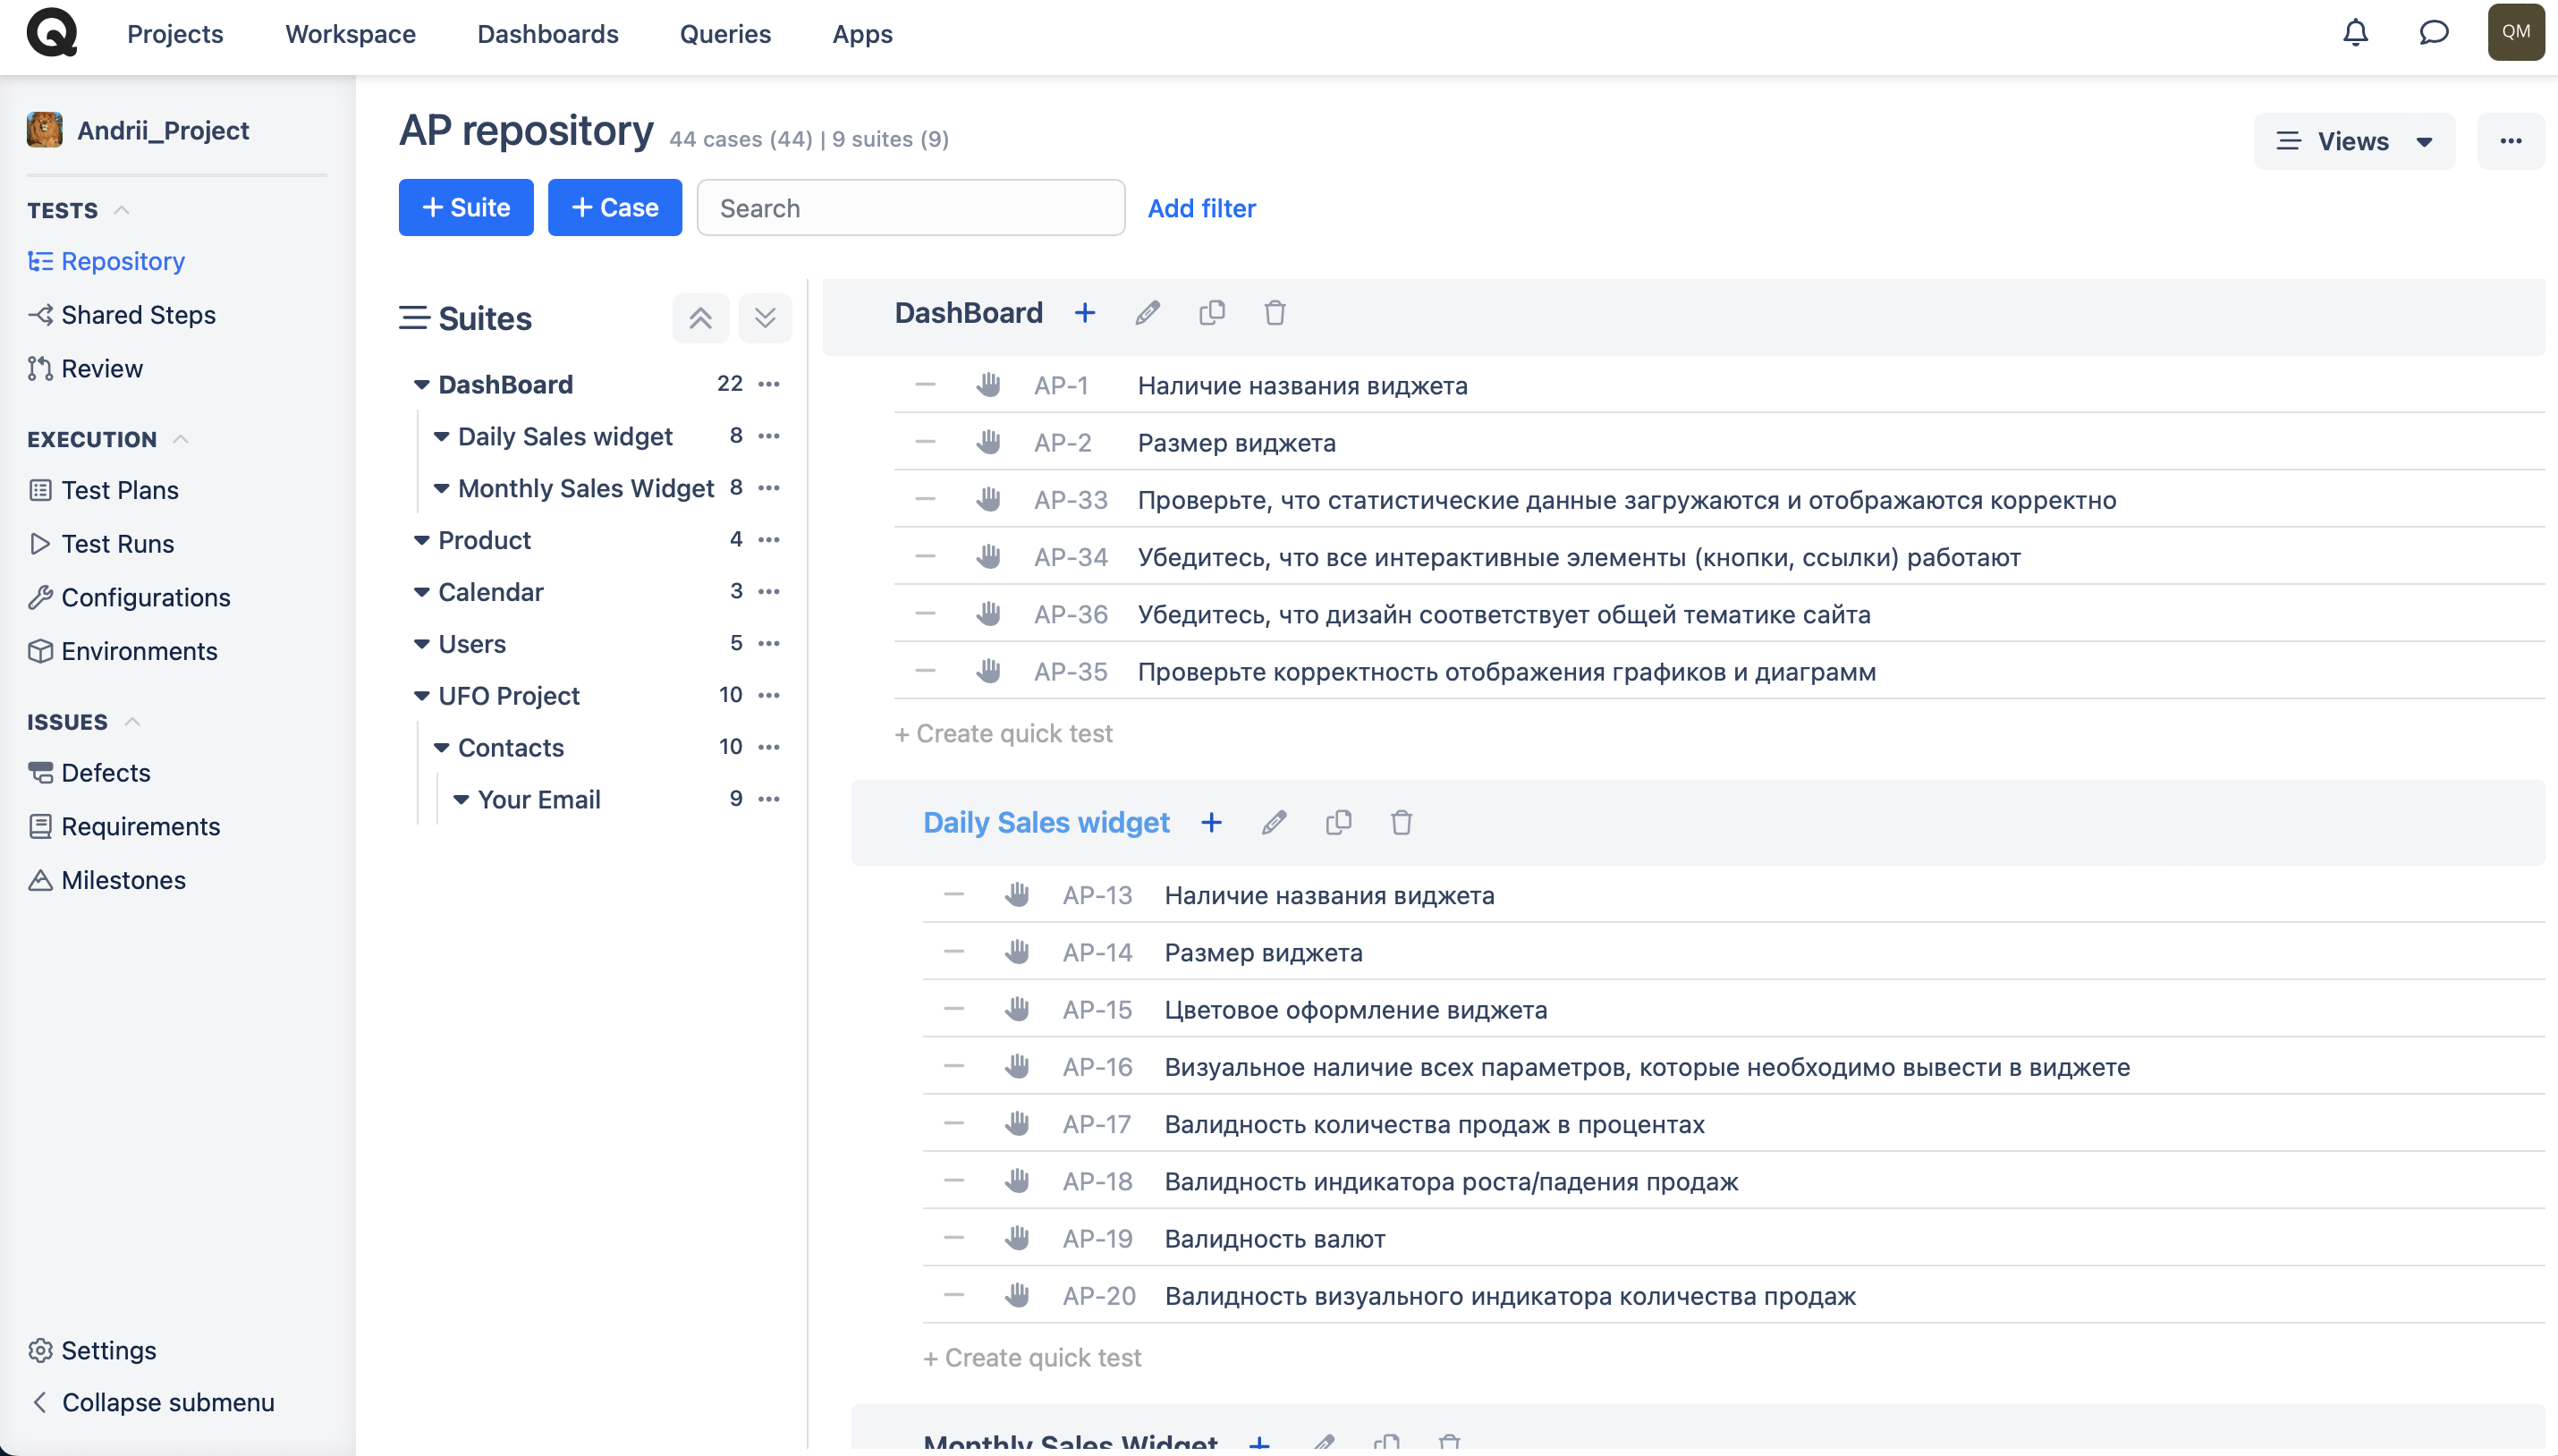 Projects Workspace Dashboards Queries Apps QM
Andrii_Project
TESTS
Repository
Shared Steps
Review
EXECUTION
Test Plans
Test Runs
Configurations
Environments
ISSUES
Defects
Requirements
Milestones
Settings
Collapse submenu
AP repository 44 cases (44) | 9 suites (9)
Views
+ Suite + Case Search Add filter
Suites
DashBoard 22
Daily Sales widget 8
Monthly Sales Widget 8
Product 4
Calendar 3
Users 5
UFO Project 10
Contacts 10
Your Email 9
DashBoard
AP-1 Наличие названия виджета
AP-2 Размер виджета
AP-33 Проверьте, что статистические данные загружаются и отображаются корректно
AP-34 Убедитесь, что все интерактивные элементы (кнопки, ссылки) работают
AP-36 Убедитесь, что дизайн соответствует общей тематике сайта
AP-35 Проверьте корректность отображения графиков и диаграмм
+ Create quick test
Daily Sales widget
AP-13 Наличие названия виджета
AP-14 Размер виджета
AP-15 Цветовое оформление виджета
AP-16 Визуальное наличие всех параметров, которые необходимо вывести в виджете
AP-17 Валидность количества продаж в процентах
AP-18 Валидность индикатора роста/падения продаж
AP-19 Валидность валют
AP-20 Валидность визуального индикатора количества продаж
+ Create quick test
Monthly Sales Widget